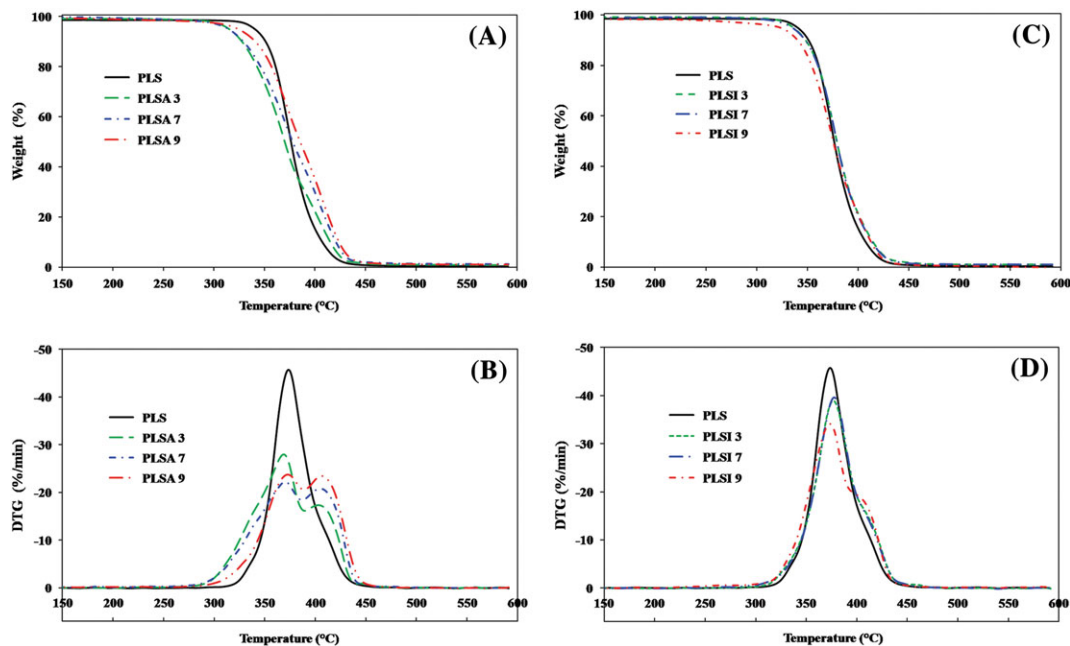 (A)
100
80
60
40
20
0
Weight (%)
PLS
PLSA 3
PLSA 7
PLSA 9
150 200 250 300 350 400 450 500 550 600
Temperature (°C)
(C)
100
80
60
40
20
0
Weight (%)
PLS
PLSI 3
PLSI 7
PLSI 9
150 200 250 300 350 400 450 500 550 600
Temperature (°C)
(B)
-50
-40
-30
-20
-10
0
DTG (%/min)
PLS
PLSA 3
PLSA 7
PLSA 9
150 200 250 300 350 400 450 500 550 600
Temperature (°C)
(D)
-50
-40
-30
-20
-10
0
DTG (%/min)
PLS
PLSI 3
PLSI 7
PLSI 9
150 200 250 300 350 400 450 500 550 600
Temperature (°C)